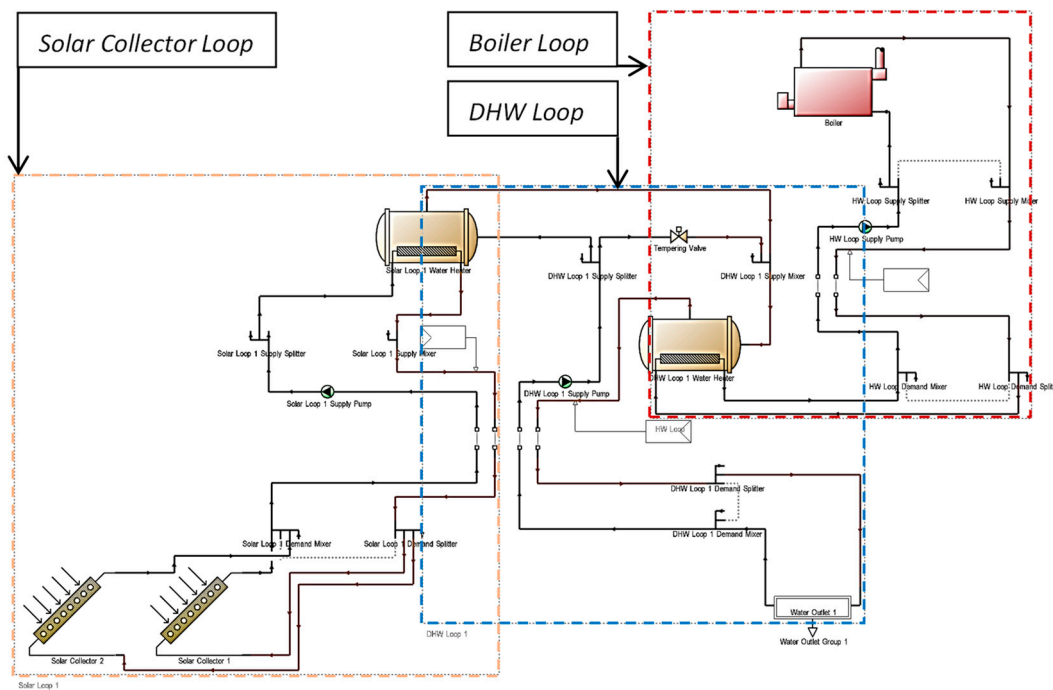 Solar Collector Loop
Boiler Loop
DHW Loop
Boiler
HW Loop Supply Splitter
HW Loop Supply Mixer
HW Loop Supply Pump
Tempering Valve
Solar Loop 1 Water Heater
DHW Loop 1 Supply Splitter
DHW Loop 1 Supply Mixer
Solar Loop 1 Supply Splitter
Solar Loop 1 Supply Mixer
DHW Loop 1 Water Heater
HW Loop Demand Mixer
HW Loop Demand Split
Solar Loop 1 Supply Pump
DHW Loop 1 Supply Pump
HW Loop
DHW Loop 1 Demand Splitter
DHW Loop 1 Demand Mixer
Solar Loop 1 Demand Mixer
Solar Loop 1 Demand Splitter
Water Outlet 1
Water Outlet Group 1
DHW Loop 1
Solar Collector 2
Solar Collector 1
Solar Loop 1